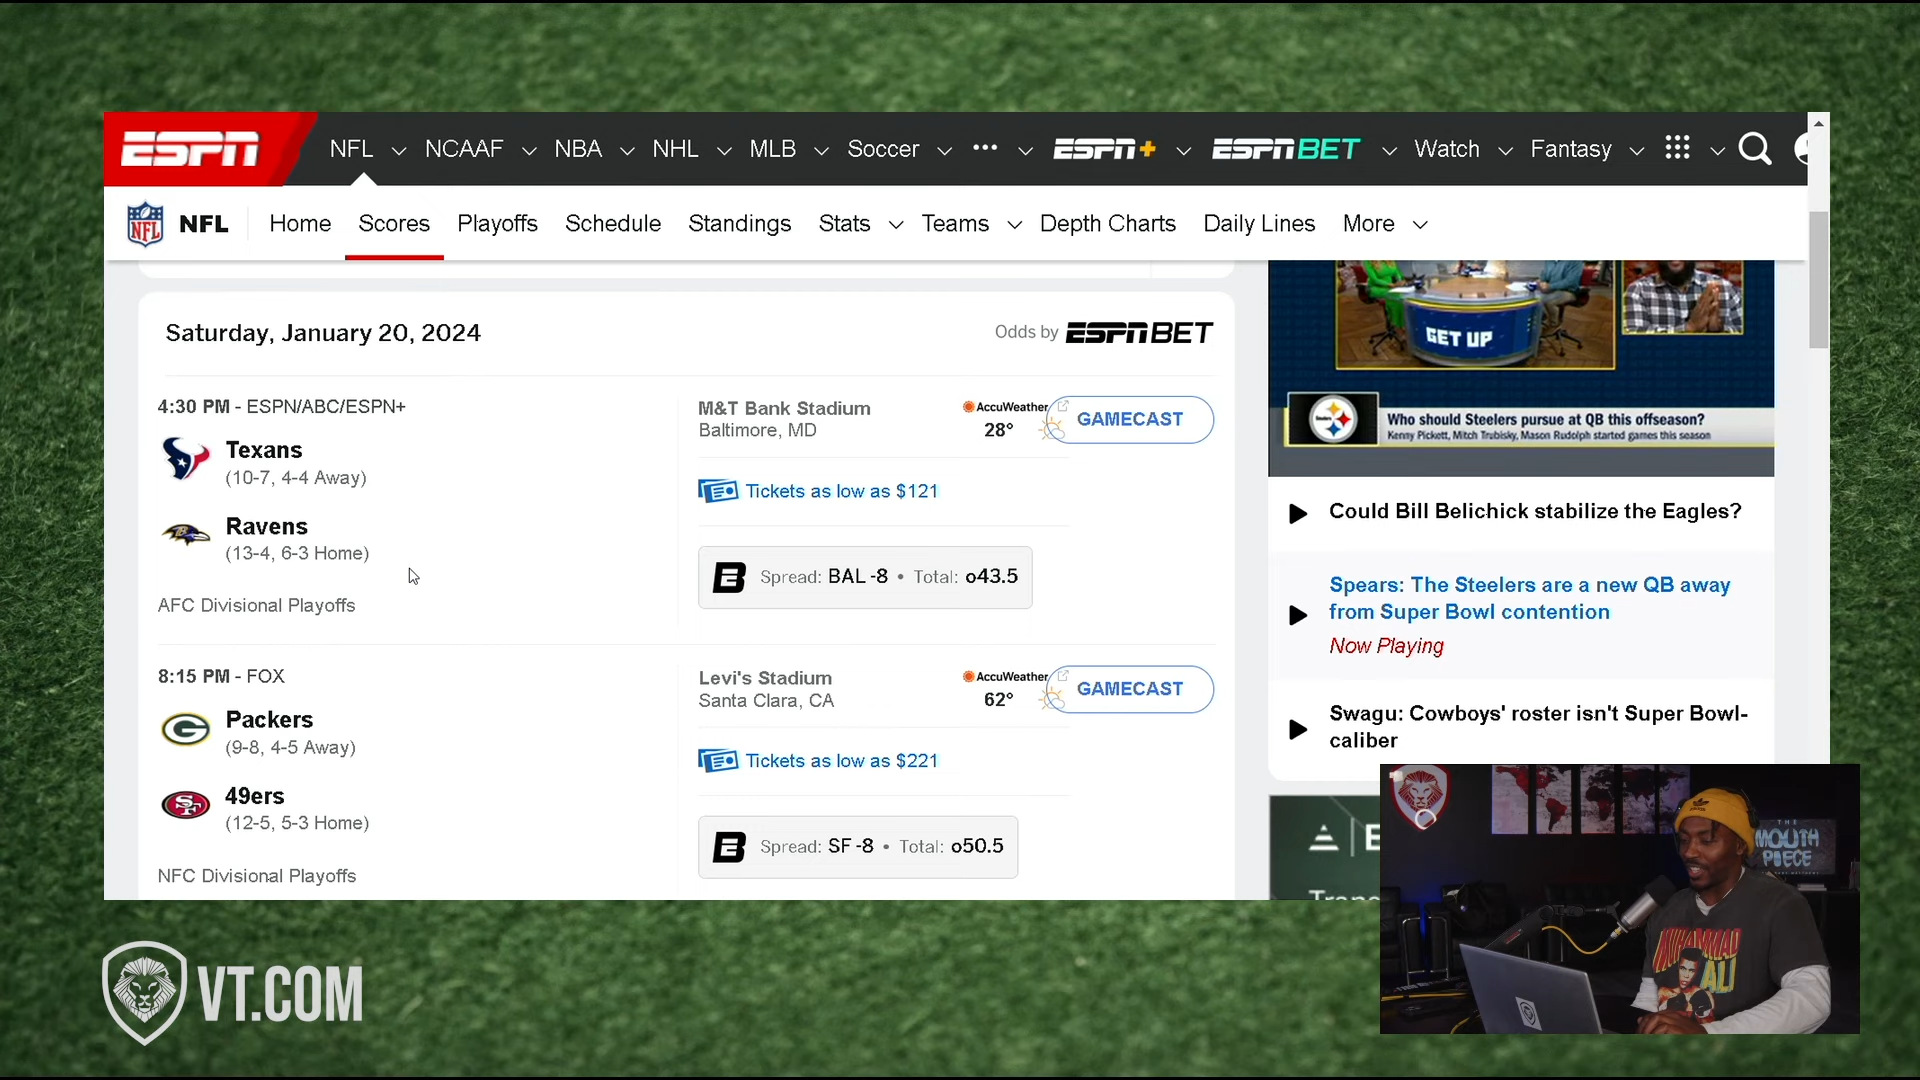 ESPN NFL NCAAF NBA NHL MLB Soccer ••• ESPN+ ESPN BET Watch Fantasy
NFL NFL Home Scores Playoffs Schedule Standings Stats Teams Depth Charts Daily Lines More
Saturday, January 20, 2024
Odds by ESPN BET
4:30 PM - ESPN/ABC/ESPN+
Texans
(10-7, 4-4 Away)
Ravens
(13-4, 6-3 Home)
AFC Divisional Playoffs
M&T Bank Stadium
Baltimore, MD
AccuWeather
28°
GAMECAST
Tickets as low as $121
Spread: BAL -8 • Total: o43.5
8:15 PM - FOX
Packers
(9-8, 4-5 Away)
49ers
(12-5, 5-3 Home)
NFC Divisional Playoffs
Levi's Stadium
Santa Clara, CA
AccuWeather
62°
GAMECAST
Tickets as low as $221
Spread: SF -8 • Total: o50.5
GET UP
Steelers
Who should Steelers pursue at QB this offseason?
Kenny Pickett, Mitch Trubisky, Mason Rudolph started games this season
Could Bill Belichick stabilize the Eagles?
Spears: The Steelers are a new QB away
from Super Bowl contention
Now Playing
Swagu: Cowboys' roster isn't Super Bowl-
caliber
THE
MOUTH
PIECE
MUHAMMAD
ALI
VT.COM